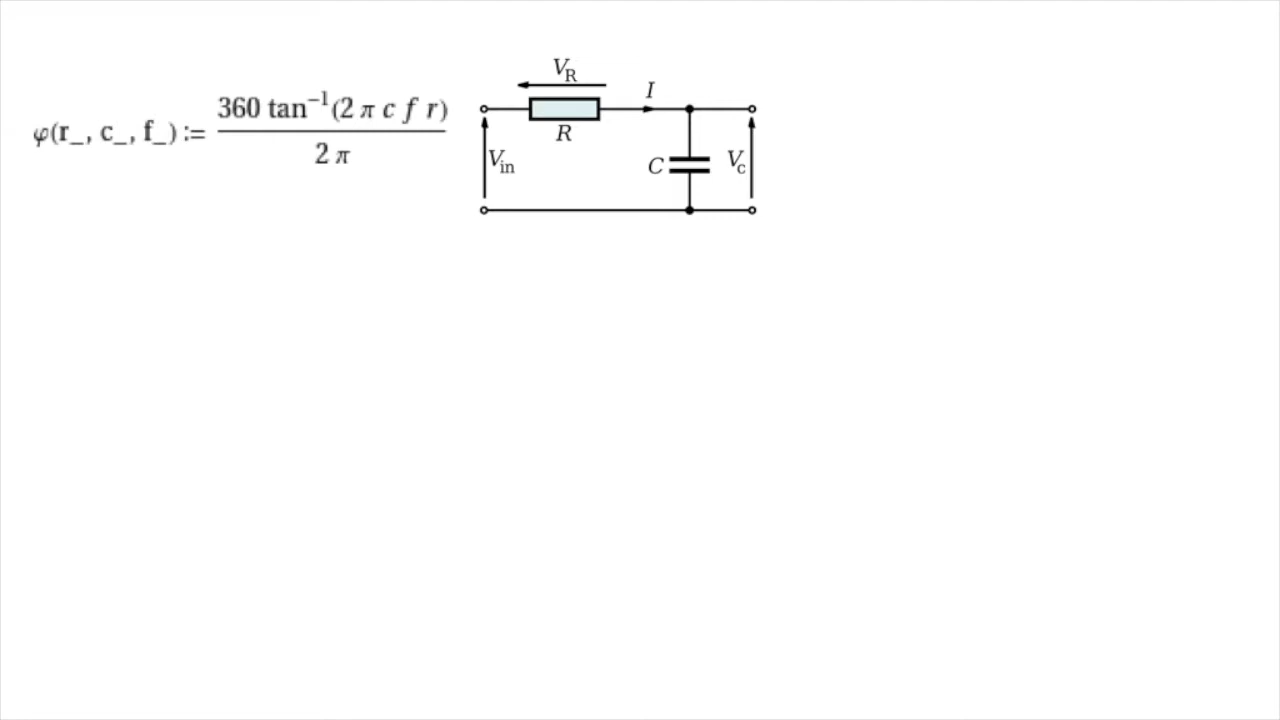 φ(r_, c_, f_) := 360 tan⁻¹(2 π c f r) / 2 π
V_R
I
R
V_in
C
V_c